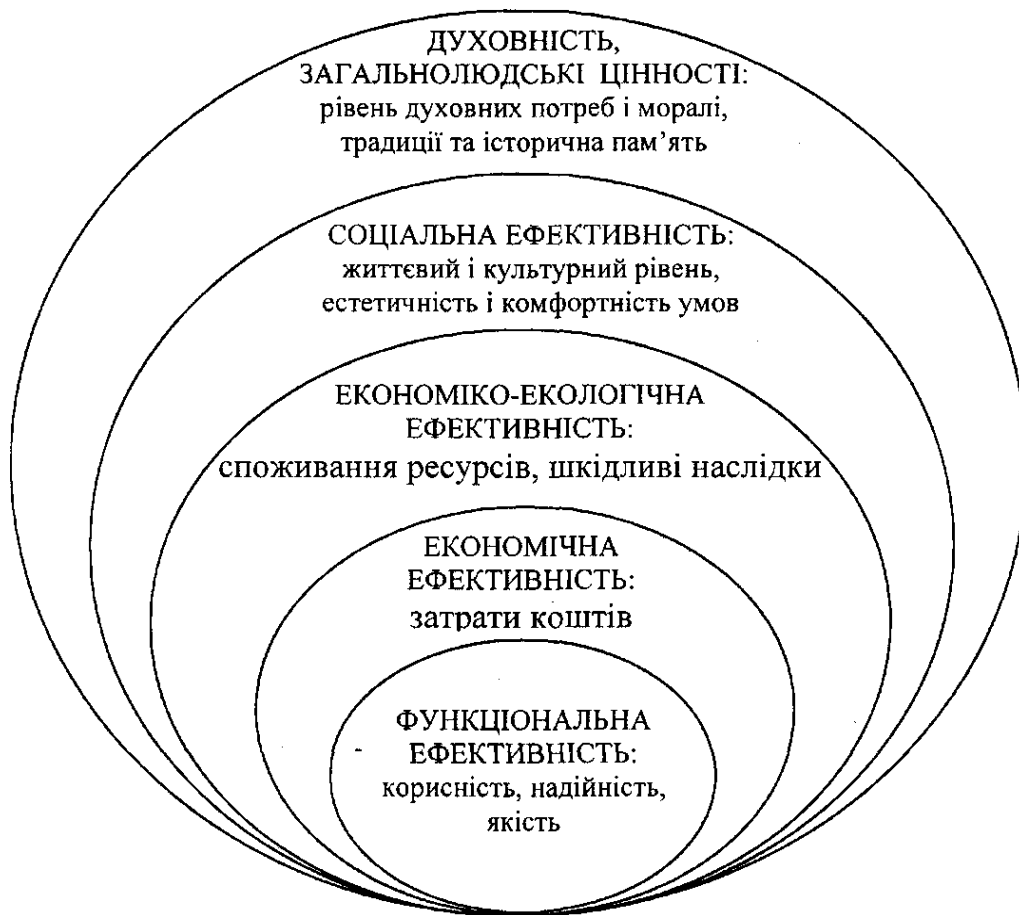 ДУХОВНІСТЬ,
ЗАГАЛЬНОЛЮДСЬКІ ЦІННОСТІ:
рівень духовних потреб і моралі,
традиції та історична пам’ять
СОЦІАЛЬНА ЕФЕКТИВНІСТЬ:
життєвий і культурний рівень,
естетичність і комфортність умов
ЕКОНОМІКО-ЕКОЛОГІЧНА
ЕФЕКТИВНІСТЬ:
споживання ресурсів, шкідливі наслідки
ЕКОНОМІЧНА
ЕФЕКТИВНІСТЬ:
затрати коштів
ФУНКЦІОНАЛЬНА
ЕФЕКТИВНІСТЬ:
корисність, надійність,
якість